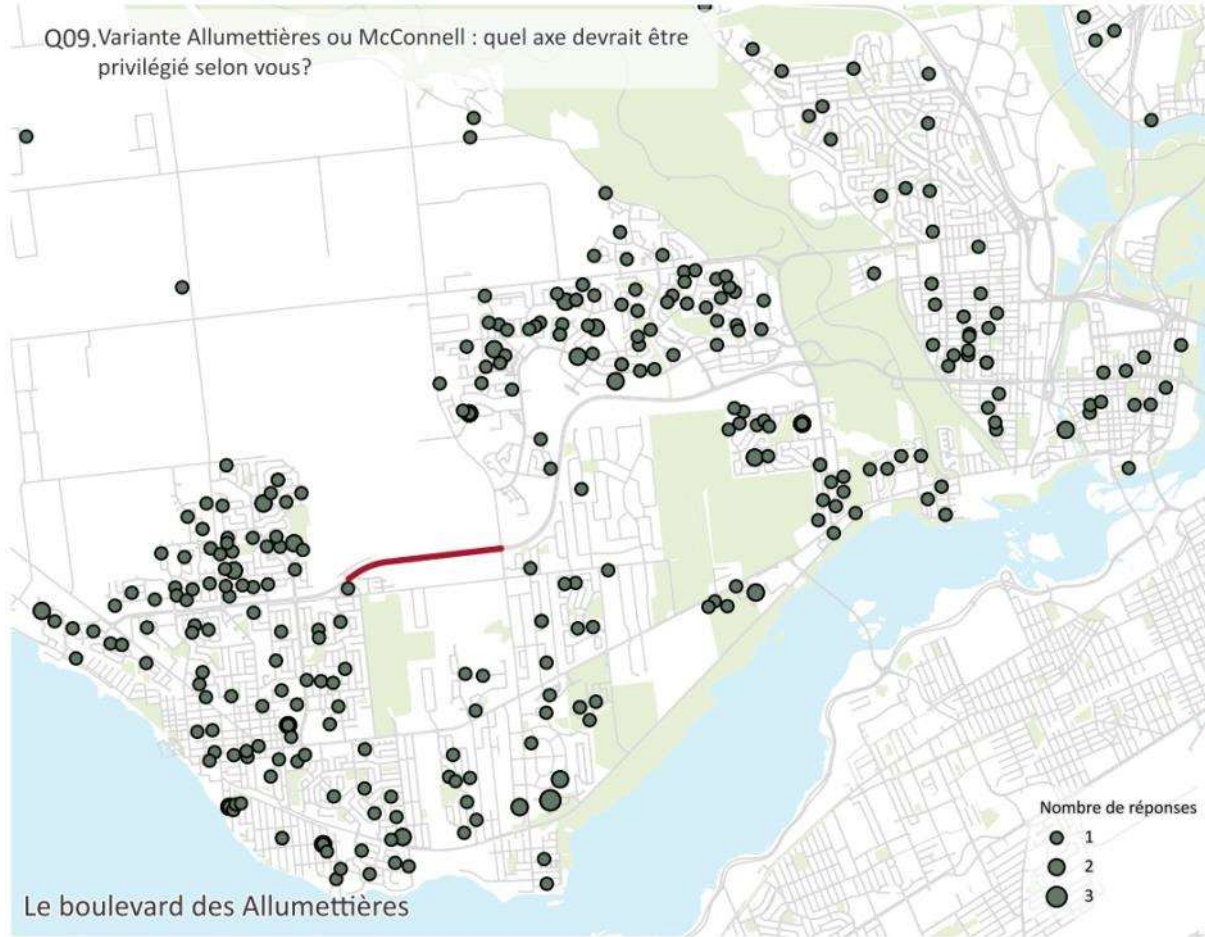 Q09. Variante Allumettières ou McConnell : quel axe devrait être
privilégié selon vous?
Nombre de réponses
1
2
3
Le boulevard des Allumettières